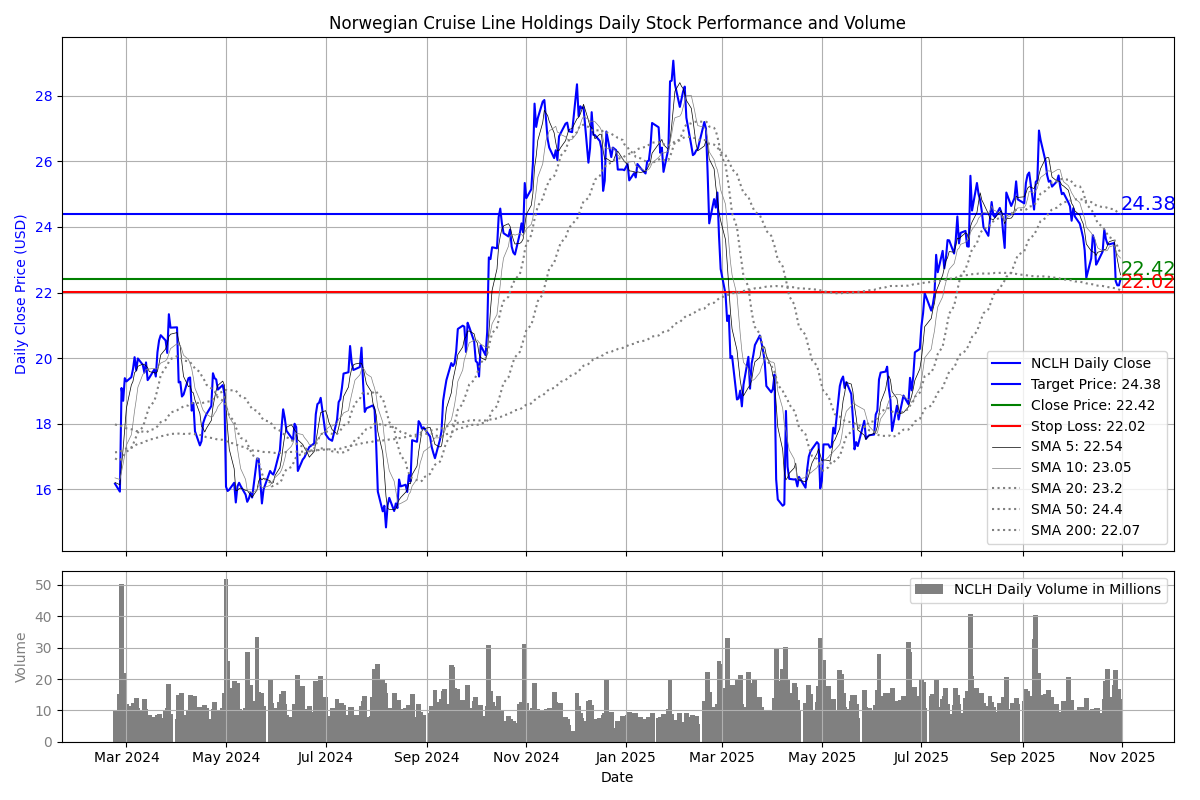 Norwegian Cruise Line Holdings Daily Stock Performance and Volume
Daily Close Price (USD)
28
26
24
22
20
18
16
24.38
22.42
22.02
NCLH Daily Close
Target Price: 24.38
Close Price: 22.42
Stop Loss: 22.02
SMA 5: 22.54
SMA 10: 23.05
SMA 20: 23.2
SMA 50: 24.4
SMA 200: 22.07
Volume
50
40
30
20
10
0
NCLH Daily Volume in Millions
Mar 2024 May 2024 Jul 2024 Sep 2024 Nov 2024 Jan 2025 Mar 2025 May 2025 Jul 2025 Sep 2025 Nov 2025
Date